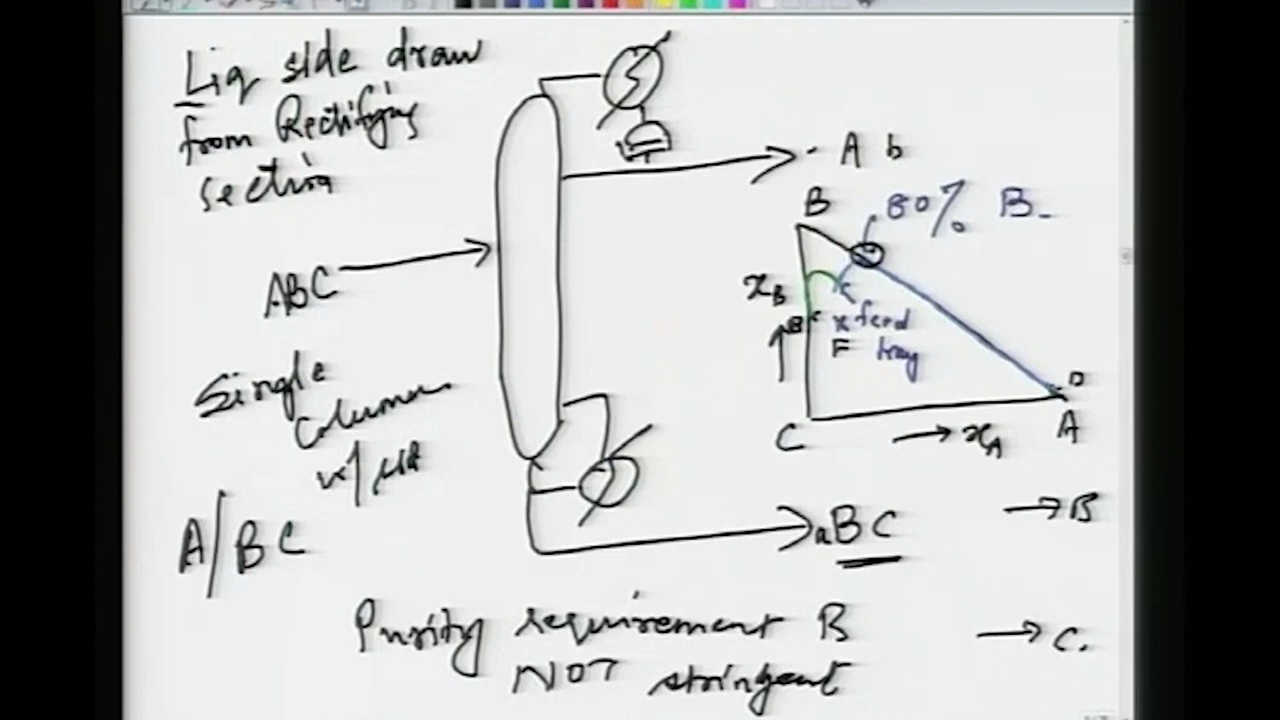 Liq side draw
from Rectifying
section
ABC
Single
Column
w/
A/BC
A b
B
80% B
xB
x feed
F tray
C
→ xA
D
A
aBC
→ B
→ C.
Purity requirement B
NOT stringent